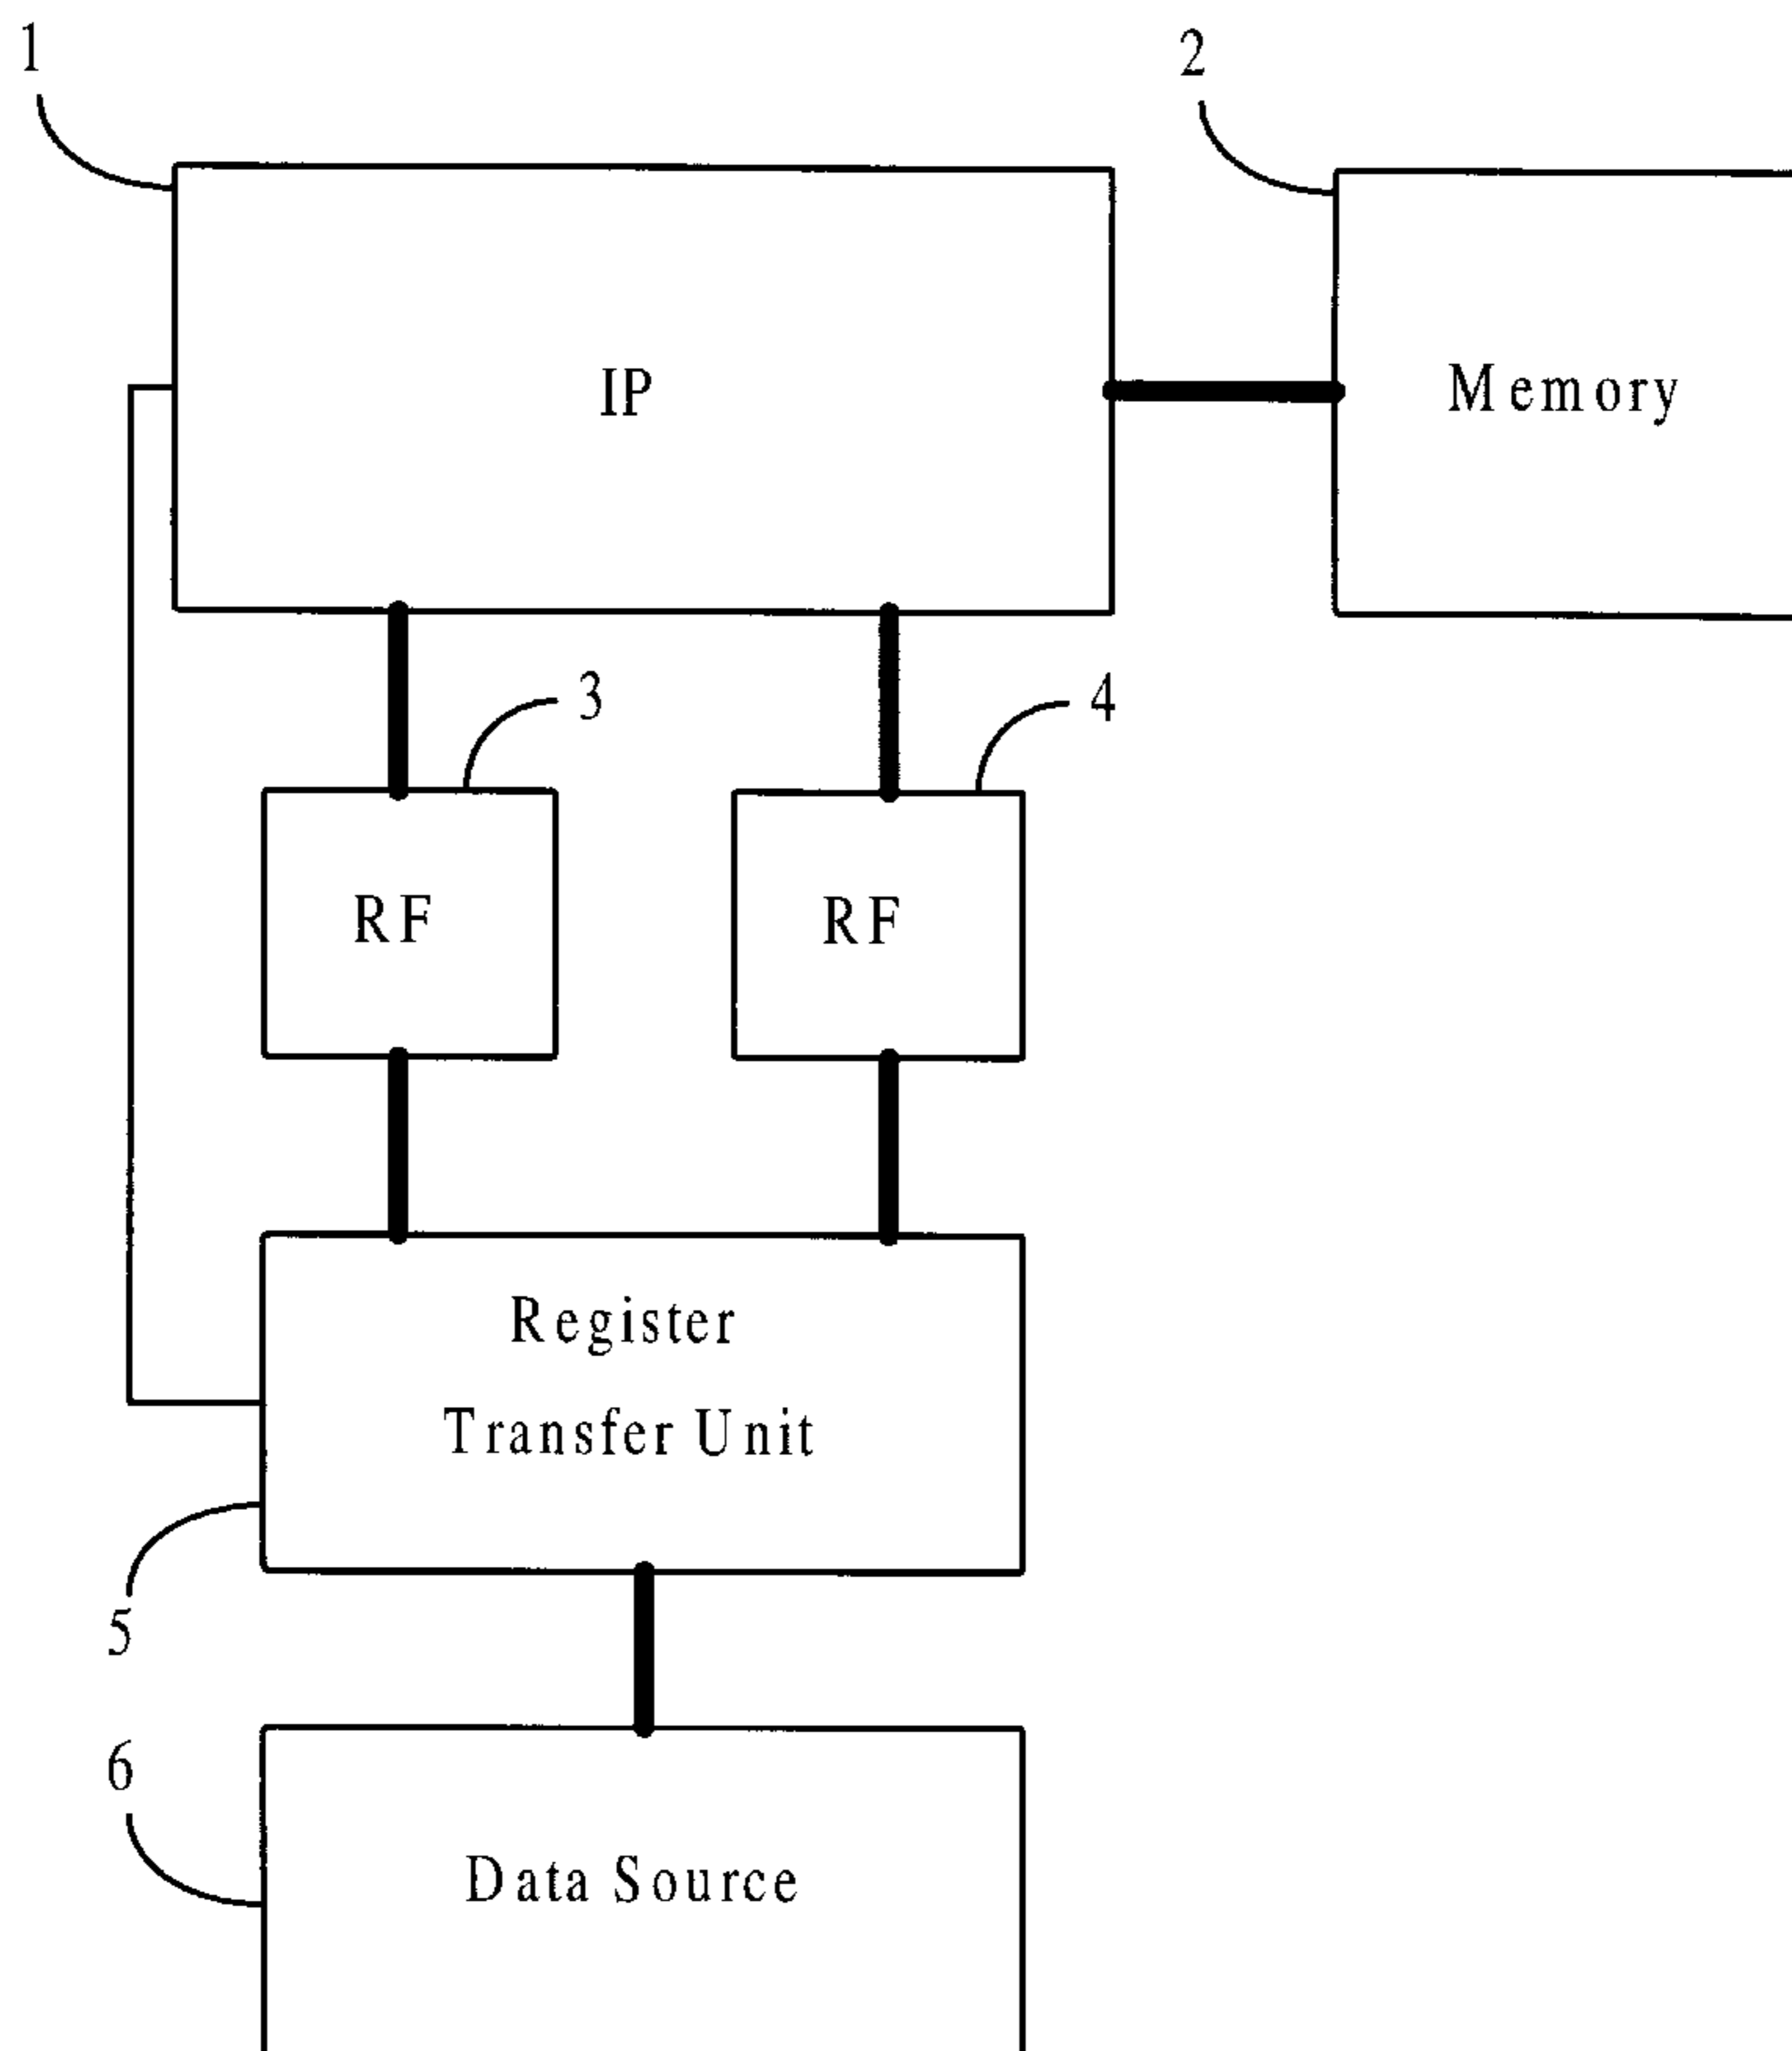 1
2
IP
Memory
3
4
RF
RF
Register
Transfer Unit
5
6
Data Source